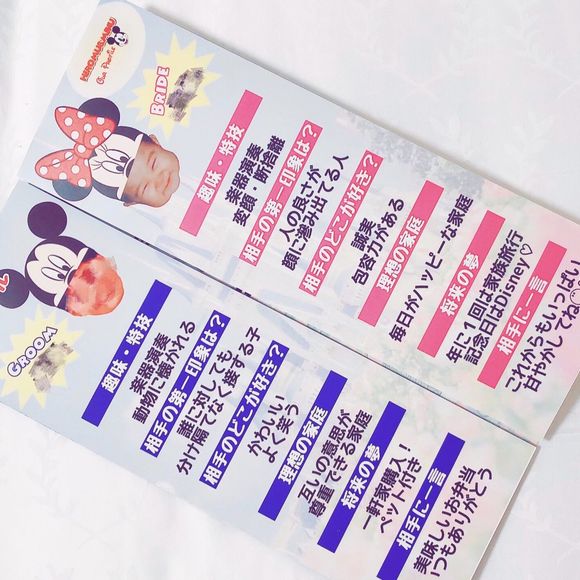 HIROMU&MIBU
Our Profile
BRIDE
趣味・特技
楽器演奏
変顔・断捨離
相手の第一印象は？
人の良さが
顔に滲み出てる人
相手のどこが好き？
誠実
包容力がある
理想の家庭
毎日がハッピーな家庭
将来の夢
年に1回は家族旅行
記念日はDisney♡
相手に一言
これからもいっぱい
甘やかしてね
GROOM
趣味・特技
楽器演奏
動物に懐かれる
相手の第一印象は？
誰に対しても
分け隔てなく接する子
相手のどこが好き？
かわいい
よく笑う
理想の家庭
互いの意思が
尊重できる家庭
将来の夢
一軒家購入！
ペット付き
相手に一言
美味しいお弁当
いつもありがとう